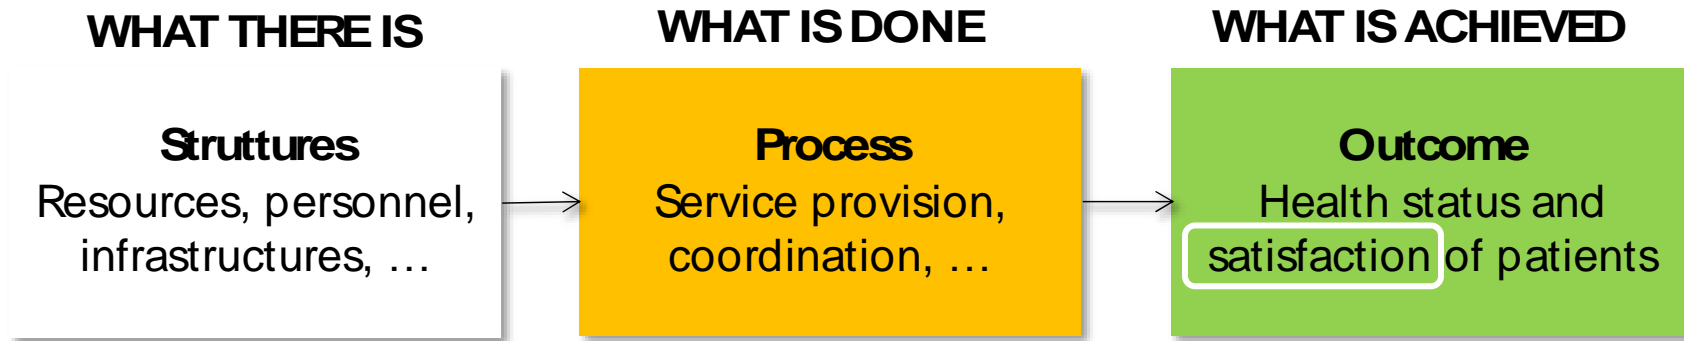 WHAT THERE IS
Struttures
Resources, personnel,
infrastructures, …
WHAT IS DONE
Process
Service provision,
coordination, …
WHAT IS ACHIEVED
Outcome
Health status and
satisfaction of patients